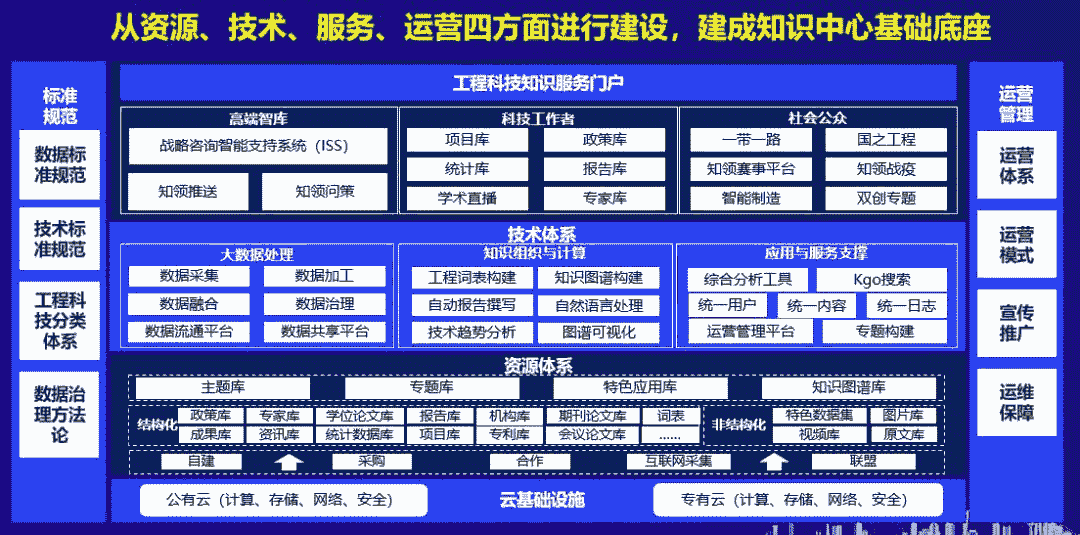 从资源、技术、服务、运营四方面进行建设，建成知识中心基础底座
标准
规范
数据标
准规范
技术标
准规范
工程科
技分类
体系
数据治
理方法
论
工程科技知识服务门户
高端智库
战略咨询智能支持系统（ISS）
知领推送 知领问策
科技工作者
项目库 政策库
统计库 报告库
学术直播 专家库
社会公众
一带一路 国之工程
知领赛事平台 知领战疫
智能制造 双创专题
技术体系
大数据处理
数据采集 数据加工
数据融合 数据治理
数据流通平台 数据共享平台
知识组织与计算
工程词表构建 知识图谱构建
自动报告撰写 自然语言处理
技术趋势分析 图谱可视化
应用与服务支撑
综合分析工具 Kgo搜索
统一用户 统一内容 统一日志
运营管理平台 专题构建
资源体系
主题库 专题库 特色应用库 知识图谱库
结构化
政策库 专家库 学位论文库 报告库 机构库 期刊论文库 词表
成果库 资讯库 统计数据库 项目库 专利库 会议论文库 ......
非结构化
特色数据集 图片库
视频库 原文库
自建 采购 合作 互联网采集 联盟
公有云（计算、存储、网络、安全） 云基础设施 专有云（计算、存储、网络、安全）
运营
管理
运营
体系
运营
模式
宣传
推广
运维
保障